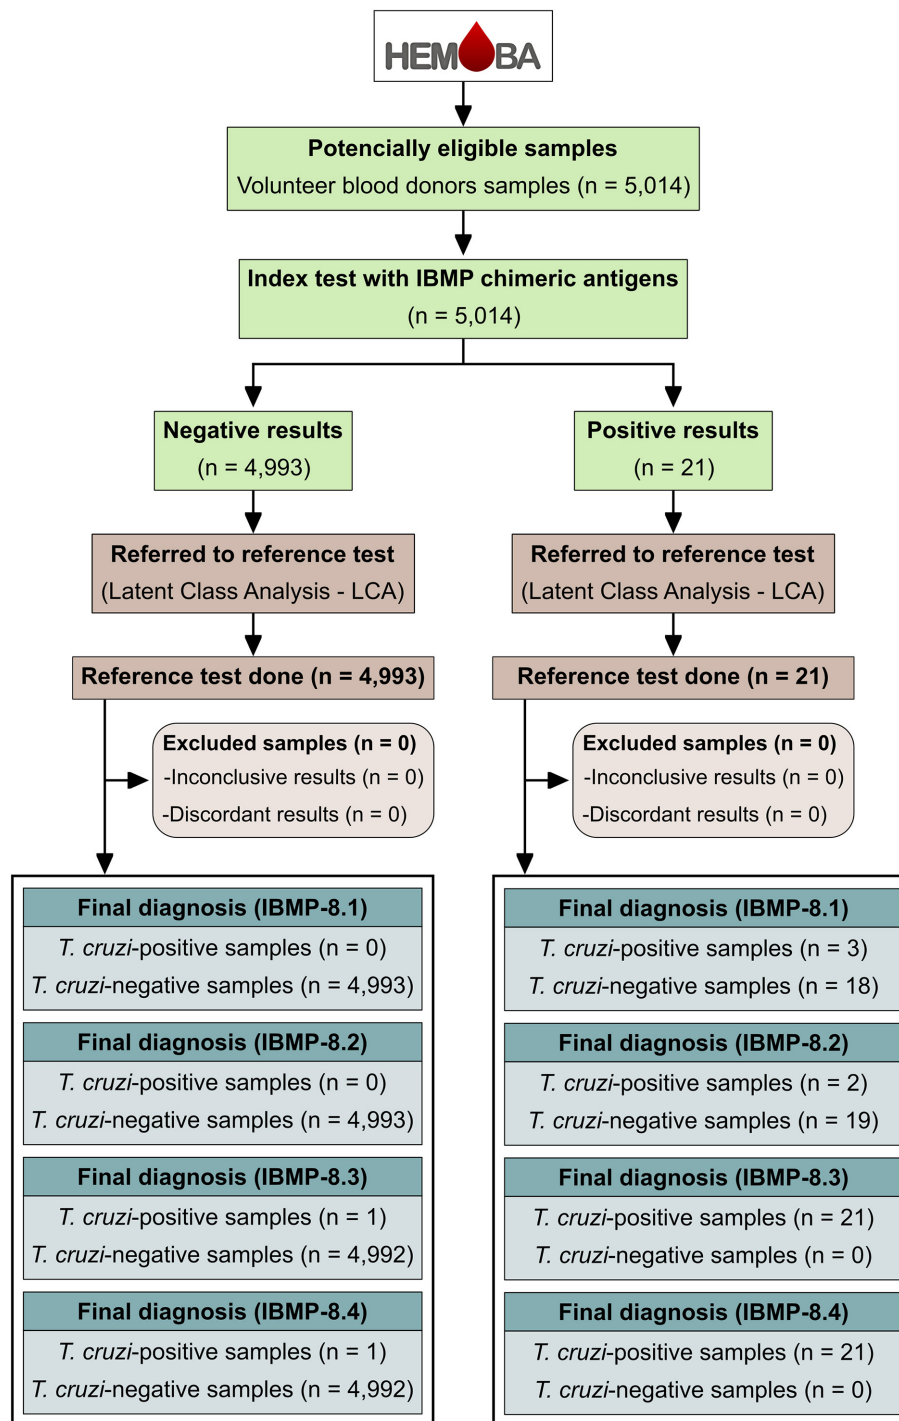 HEMOBA
Potencially eligible samples
Volunteer blood donors samples (n = 5,014)
Index test with IBMP chimeric antigens
(n = 5,014)
Negative results
(n = 4,993)
Positive results
(n = 21)
Referred to reference test
(Latent Class Analysis - LCA)
Referred to reference test
(Latent Class Analysis - LCA)
Reference test done (n = 4,993)
Reference test done (n = 21)
Excluded samples (n = 0)
-Inconclusive results (n = 0)
-Discordant results (n = 0)
Excluded samples (n = 0)
-Inconclusive results (n = 0)
-Discordant results (n = 0)
Final diagnosis (IBMP-8.1)
T. cruzi-positive samples (n = 0)
T. cruzi-negative samples (n = 4,993)
Final diagnosis (IBMP-8.2)
T. cruzi-positive samples (n = 0)
T. cruzi-negative samples (n = 4,993)
Final diagnosis (IBMP-8.3)
T. cruzi-positive samples (n = 1)
T. cruzi-negative samples (n = 4,992)
Final diagnosis (IBMP-8.4)
T. cruzi-positive samples (n = 1)
T. cruzi-negative samples (n = 4,992)
Final diagnosis (IBMP-8.1)
T. cruzi-positive samples (n = 3)
T. cruzi-negative samples (n = 18)
Final diagnosis (IBMP-8.2)
T. cruzi-positive samples (n = 2)
T. cruzi-negative samples (n = 19)
Final diagnosis (IBMP-8.3)
T. cruzi-positive samples (n = 21)
T. cruzi-negative samples (n = 0)
Final diagnosis (IBMP-8.4)
T. cruzi-positive samples (n = 21)
T. cruzi-negative samples (n = 0)